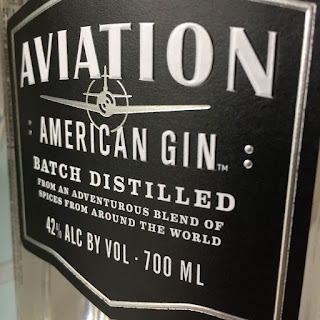 AVIATION
AMERICAN GIN™
BATCH DISTILLED
FROM AN ADVENTUROUS BLEND OF
SPICES FROM AROUND THE WORLD
42% ALC BY VOL · 700 ML